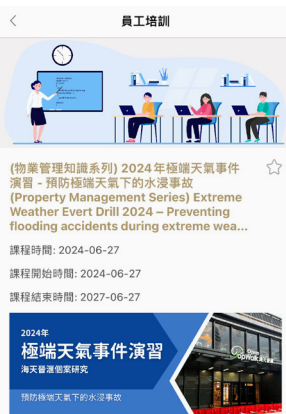 員工培訓
(物業管理知識系列) 2024年極端天氣事件
演習 - 預防極端天氣下的水浸事故
(Property Management Series) Extreme
Weather Evert Drill 2024 – Preventing
flooding accidents during extreme wea...
課程時間: 2024-06-27
課程開始時間: 2024-06-27
課程結束時間: 2027-06-27
2024年
極端天氣事件演習
海天晉滙個案研究
預防極端天氣下的水浸事故